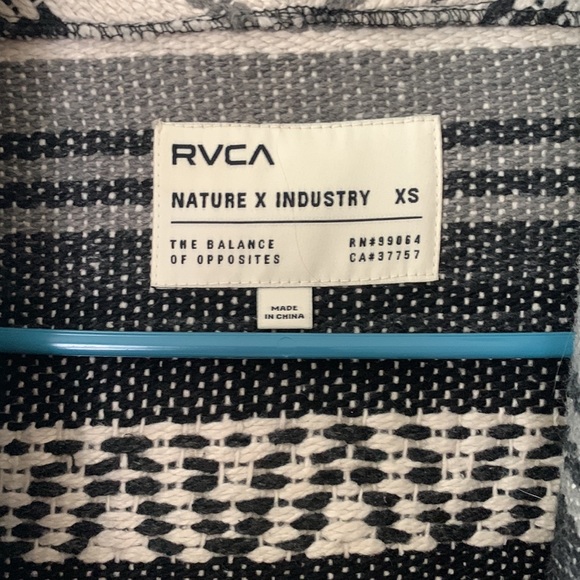 RVCA
NATURE X INDUSTRY XS
THE BALANCE RN#99064
OF OPPOSITES CA#37757
MADE
IN CHINA